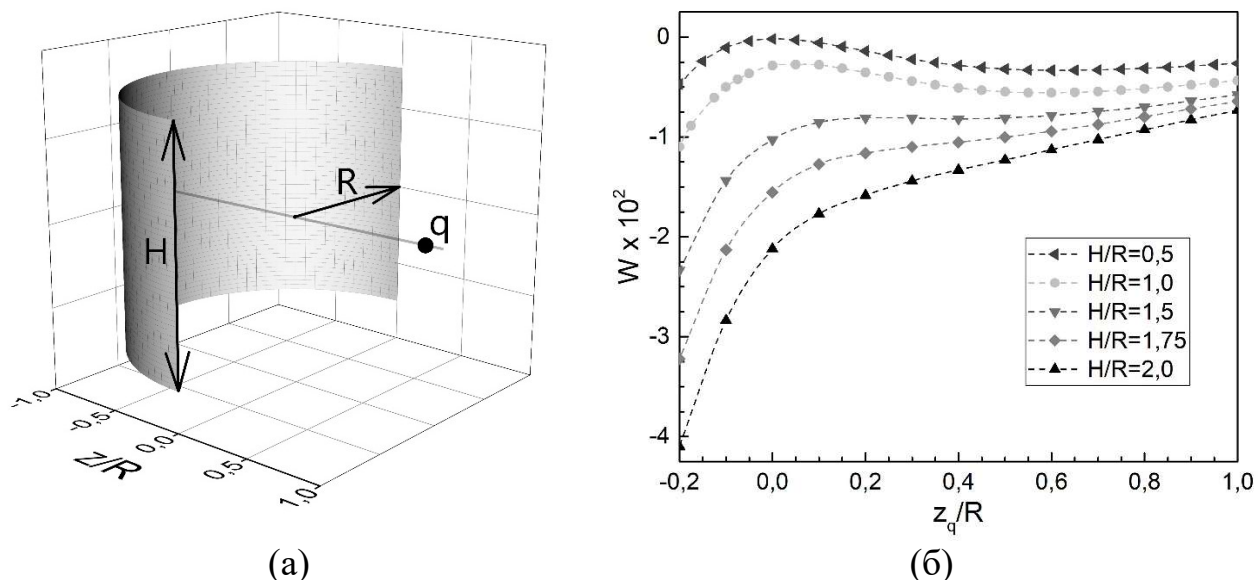 H
R
q
-1,0
-0,5
0,0
0,5
1,0
z/R
(а)
0
-1
-2
-3
-4
W x 10²
H/R=0,5
H/R=1,0
H/R=1,5
H/R=1,75
H/R=2,0
-0,2 0,0 0,2 0,4 0,6 0,8 1,0
z_q/R
(б)